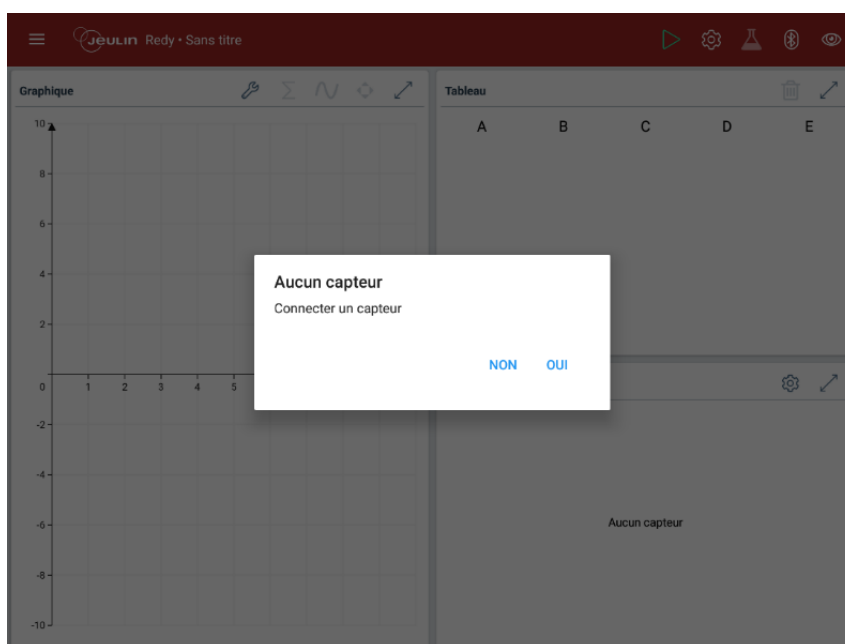 Jeulin Redy • Sans titre
Graphique
Tableau
10
8
6
4
2
0
1 2 3 4 5
-2
-4
-6
-8
-10
A B C D E
Aucun capteur
Connecter un capteur
NON OUI
Aucun capteur